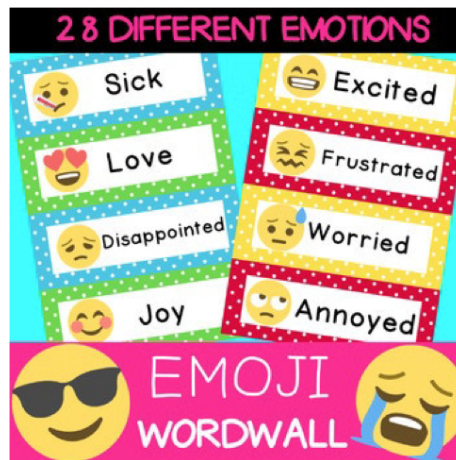 28 DIFFERENT EMOTIONS
Sick
Love
Disappointed
Joy
Excited
Frustrated
Worried
Annoyed
EMOJI
WORDWALL